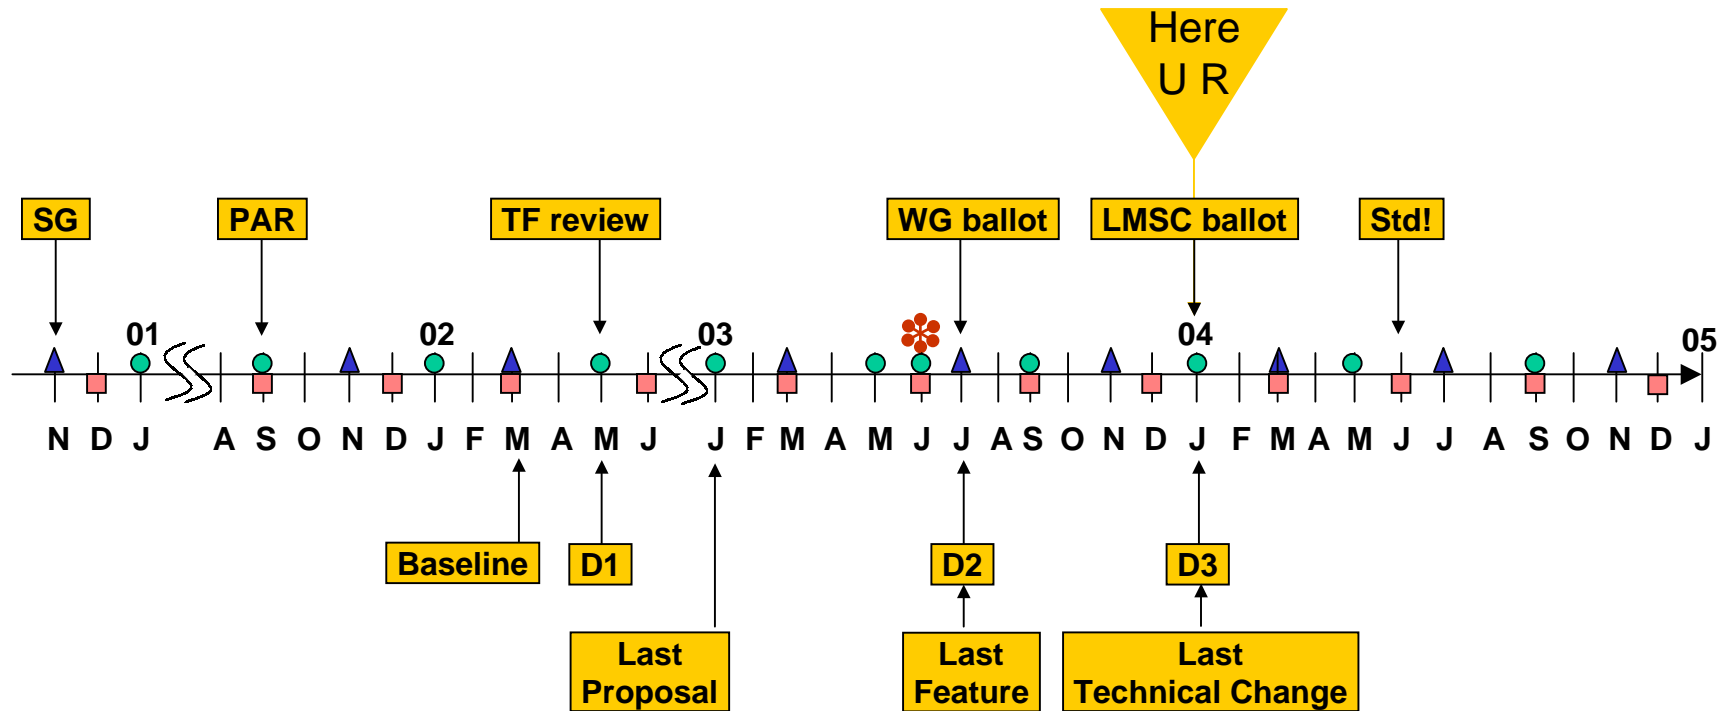 Here
U R
SG
PAR
TF review
WG ballot
LMSC ballot
Std!
01
02
03
04
05
N D J A S O N D J F M A M J J F M A M J J A S O N D J F M A M J J A S O N D J
Baseline
D1
D2
D3
Last
Proposal
Last
Feature
Last
Technical Change